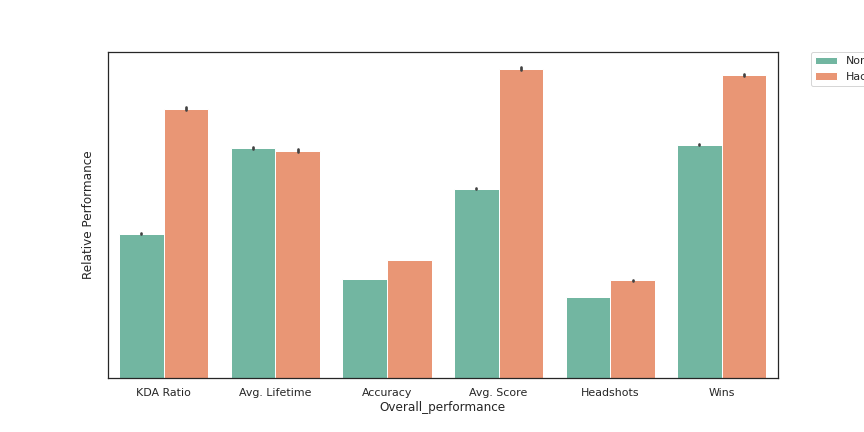 Relative Performance
KDA Ratio
Avg. Lifetime
Accuracy
Avg. Score
Headshots
Wins
Overall_performance